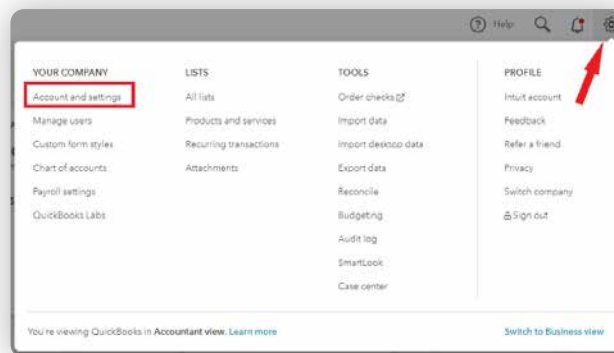 Help
YOUR COMPANY
Account and settings
Manage users
Custom form styles
Chart of accounts
Payroll settings
QuickBooks Labs
LISTS
All lists
Products and services
Recurring transactions
Attachments
TOOLS
Order checks
Import data
Import desktop data
Export data
Reconcile
Budgeting
Audit log
SmartLook
Case center
PROFILE
Intuit account
Feedback
Refer a friend
Privacy
Switch company
Sign out
You're viewing QuickBooks in Accountant view. Learn more
Switch to Business view